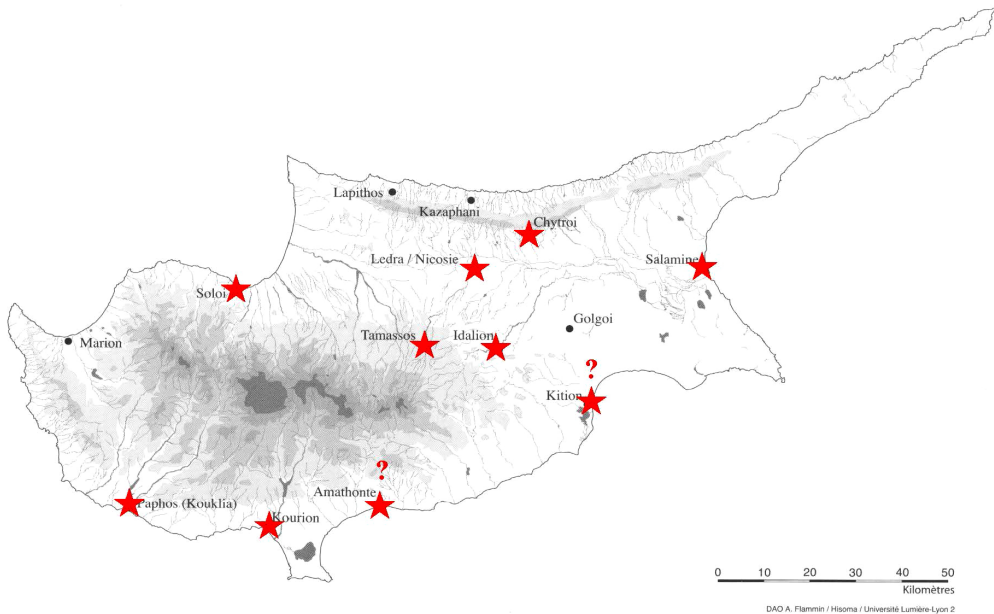 Lapithos
Kazaphani
Chytroi
Ledra / Nicosie
Salamine
Soloi
Golgoi
Marion
Tamassos
Idalion
?
Kition
?
Amathonte
Paphos (Kouklia)
Kourion
0 10 20 30 40 50
Kilomètres
DAO A. Flammin / Hisoma / Université Lumière-Lyon 2